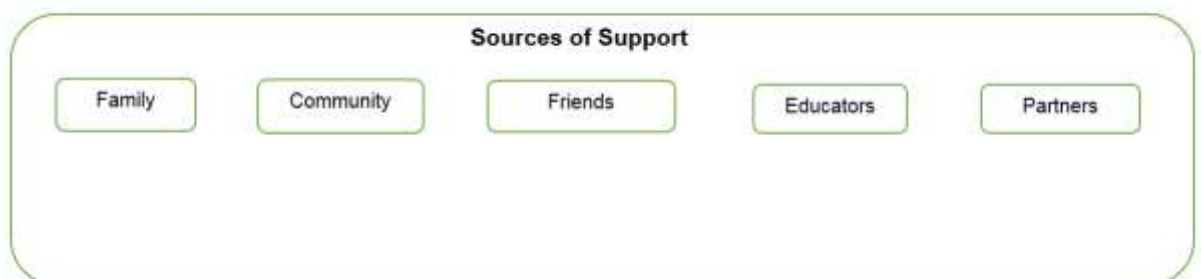 Sources of Support
Family Community Friends Educators Partners